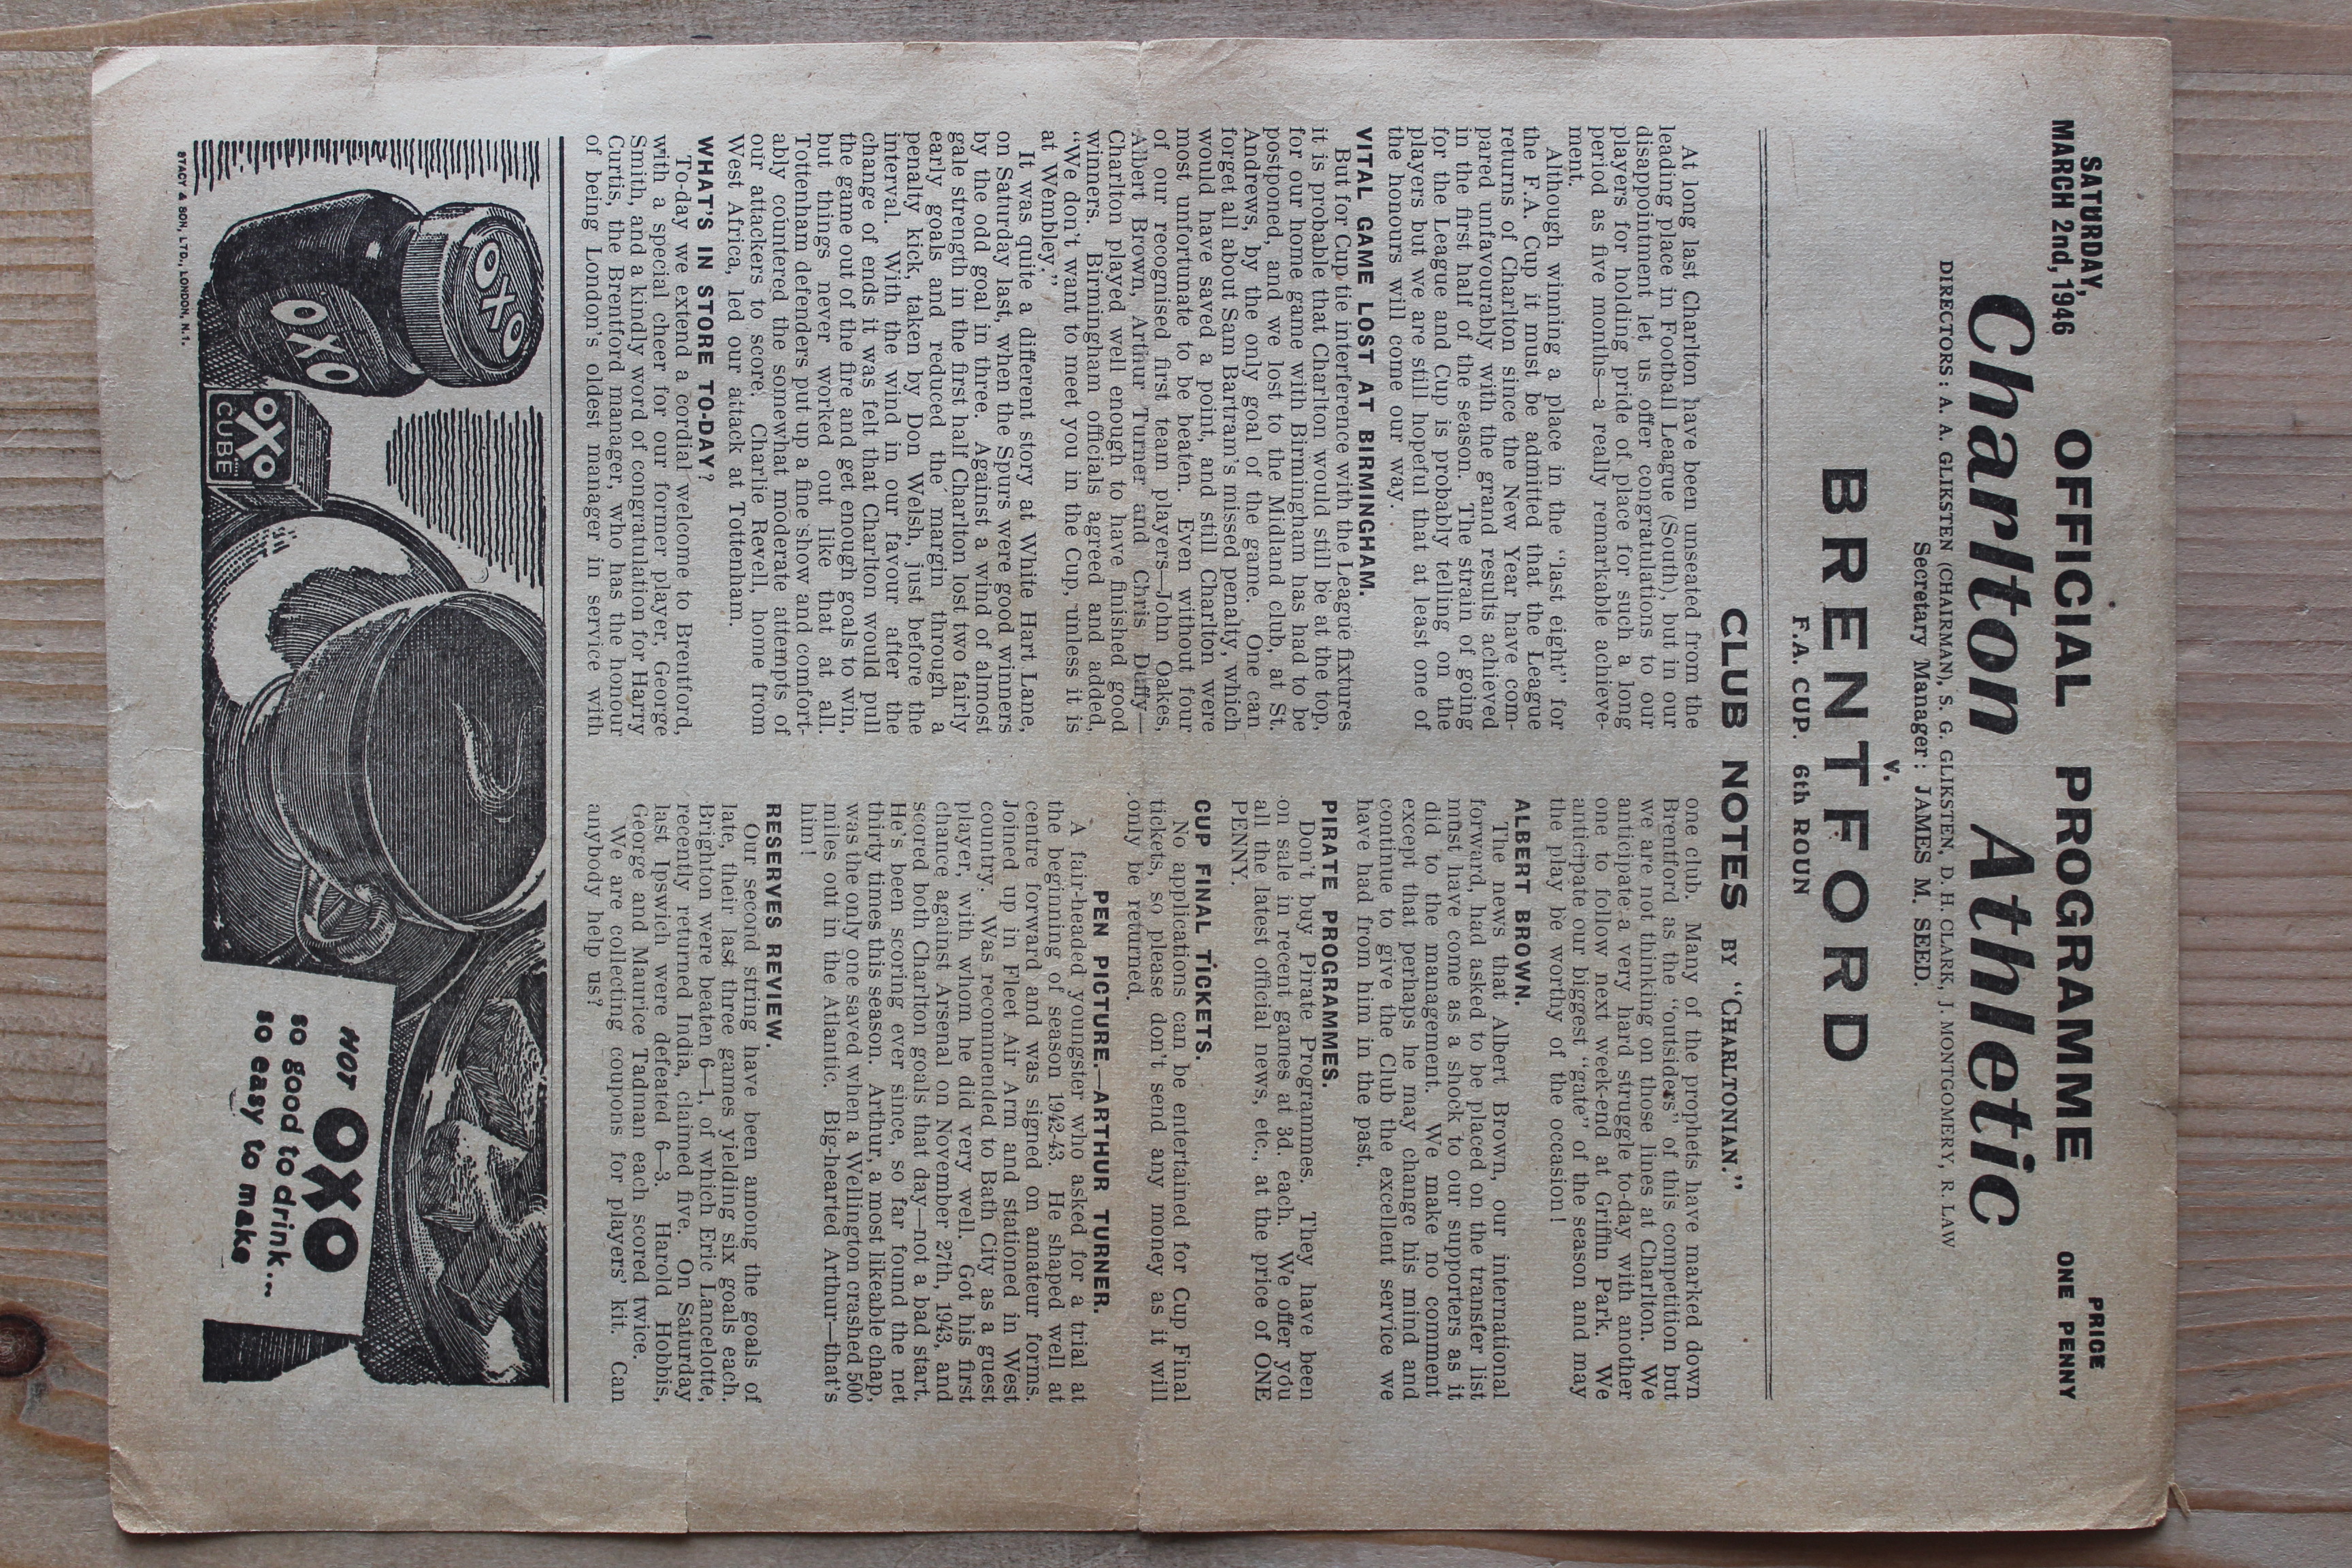 SATURDAY,
MARCH 2nd, 1946
OFFICIAL PROGRAMME
PRICE
ONE PENNY
Charlton Athletic
DIRECTORS: A. A. GLIKSTEN (CHAIRMAN), S. G. GLIKSTEN, D. H. CLARK, J. MONTGOMERY, R. LAW
Secretary Manager: JAMES M. SEED.
v.
BRENTFORD
F.A. CUP. 6th ROUN
CLUB NOTES BY "CHARLTONIAN."
At long last Charlton have been unseated from the
leading place in Football League (South), but in our
disappointment let us offer congratulations to our
players for holding pride of place for such a long
period as five months—a really remarkable achieve-
ment.
Although winning a place in the "last eight" for
the F.A. Cup it must be admitted that the League
returns of Charlton since the New Year have com-
pared unfavourably with the grand results achieved
in the first half of the season. The strain of going
for the League and Cup is probably telling on the
players but we are still hopeful that at least one of
the honours will come our way.
VITAL GAME LOST AT BIRMINGHAM.
But for Cup-tie interference with the League fixtures
it is probable that Charlton would still be at the top,
for our home game with Birmingham has had to be
postponed, and we lost to the Midland club, at St.
Andrews, by the only goal of the game. One can
forget all about Sam Bartram's missed penalty, which
would have saved a point, and still Charlton were
most unfortunate to be beaten. Even without four
of our recognised first team players—John Oakes,
Albert Brown, Arthur Turner and Chris Duffy—
Charlton played well enough to have finished good
winners. Birmingham officials agreed and added,
"We don't want to meet you in the Cup, unless it is
at Wembley."
It was quite a different story at White Hart Lane,
on Saturday last, when the Spurs were good winners
by the odd goal in three. Against a wind of almost
gale strength in the first half Charlton lost two fairly
early goals and reduced the margin through a
penalty kick, taken by Don Welsh, just before the
interval. With the wind in our favour after the
change of ends it was felt that Charlton would pull
the game out of the fire and get enough goals to win,
but things never worked out like that at all.
Tottenham defenders put up a fine show and comfort-
ably countered the somewhat moderate attempts of
our attackers to score. Charlie Revell, home from
West Africa, led our attack at Tottenham.
WHAT'S IN STORE TO-DAY?
To-day we extend a cordial welcome to Brentford,
with a special cheer for our former player, George
Smith, and a kindly word of congratulation for Harry
Curtis, the Brentford manager, who has the honour
of being London's oldest manager in service with
one club. Many of the prophets have marked down
Brentford as the "outsiders" of this competition but
we are not thinking on those lines at Charlton. We
anticipate a very hard struggle to-day with another
one to follow next week-end at Griffin Park. We
anticipate our biggest "gate" of the season and may
the play be worthy of the occasion!
ALBERT BROWN.
The news that Albert Brown, our international
forward, had asked to be placed on the transfer list
must have come as a shock to our supporters as it
did to the management. We make no comment
except that perhaps he may change his mind and
continue to give the Club the excellent service we
have had from him in the past.
PIRATE PROGRAMMES.
Don't buy Pirate Programmes. They have been
on sale in recent games at 3d. each. We offer you
all the latest official news, etc., at the price of ONE
PENNY.
CUP FINAL TICKETS.
No applications can be entertained for Cup Final
tickets, so please don't send any money as it will
only be returned.
PEN PICTURE.—ARTHUR TURNER.
A fair-headed youngster who asked for a trial at
the beginning of season 1942-43. He shaped well at
centre forward and was signed on amateur forms.
Joined up in Fleet Air Arm and stationed in West
country. Was recommended to Bath City as a guest
player, with whom he did very well. Got his first
chance against Arsenal on November 27th, 1943, and
scored both Charlton goals that day—not a bad start.
He's been scoring ever since, so far found the net
thirty times this season. Arthur, a most likeable chap,
was the only one saved when a Wellington crashed 500
miles out in the Atlantic. Big-hearted Arthur—that's
him!
RESERVES REVIEW.
Our second string have been among the goals of
late, their last three games yielding six goals each.
Brighton were beaten 6—1, of which Eric Lancelotte,
recently returned India, claimed five. On Saturday
last Ipswich were defeated 6—3. Harold Hobbis,
George and Maurice Tadman each scored twice.
We are collecting coupons for players' kit. Can
anybody help us?
OXO
OXO
OXO
CUBE
HOT OXO
so good to drink...
so easy to make
STACY & SON, LTD., LONDON, N.1.